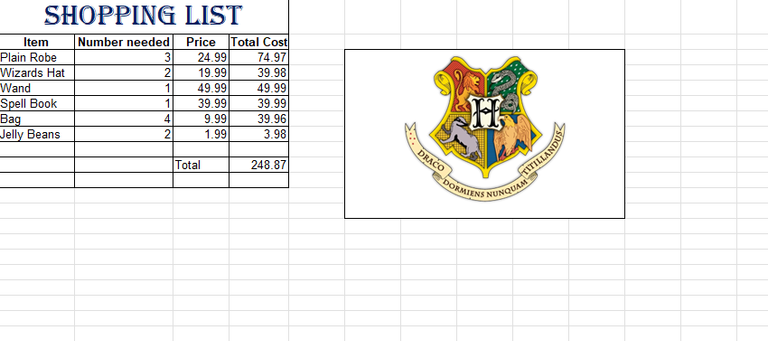 SHOPPING LIST
Item Number needed Price Total Cost
Plain Robe 3 24.99 74.97
Wizards Hat 2 19.99 39.98
Wand 1 49.99 49.99
Spell Book 1 39.99 39.99
Bag 4 9.99 39.96
Jelly Beans 2 1.99 3.98
Total 248.87
H
DRACO DORMIENS NUNQUAM TITILLANDUS